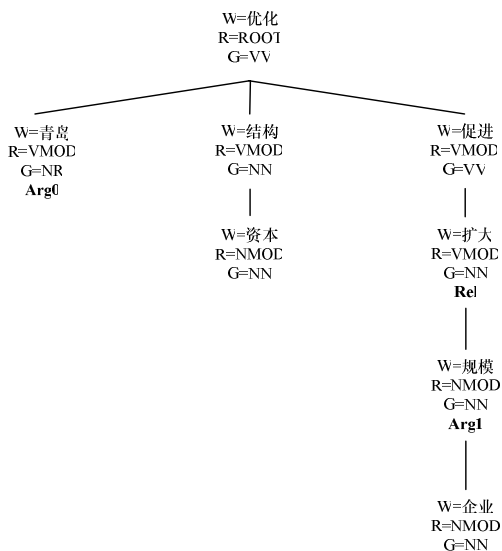 W=优化
R=ROOT
G=VV
W=青岛
R=VMOD
G=NR
Arg0
W=结构
R=VMOD
G=NN
W=促进
R=VMOD
G=VV
W=资本
R=NMOD
G=NN
W=扩大
R=VMOD
G=NN
Rel
W=规模
R=NMOD
G=NN
Arg1
W=企业
R=NMOD
G=NN